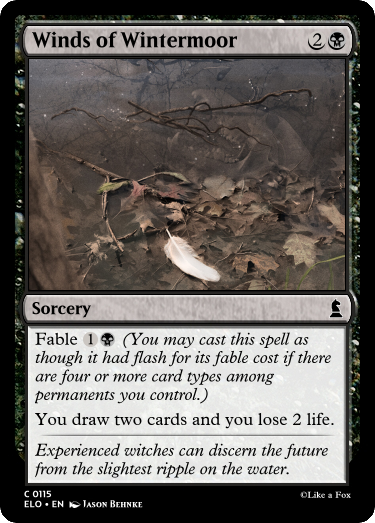 Winds of Wintermoor 2
Sorcery
Fable 1 (You may cast this spell as
though it had flash for its fable cost if there
are four or more card types among
permanents you control.)
You draw two cards and you lose 2 life.
Experienced witches can discern the future
from the slightest ripple on the water.
C 0115
ELO • EN JASON BEHNKE
©Like a Fox